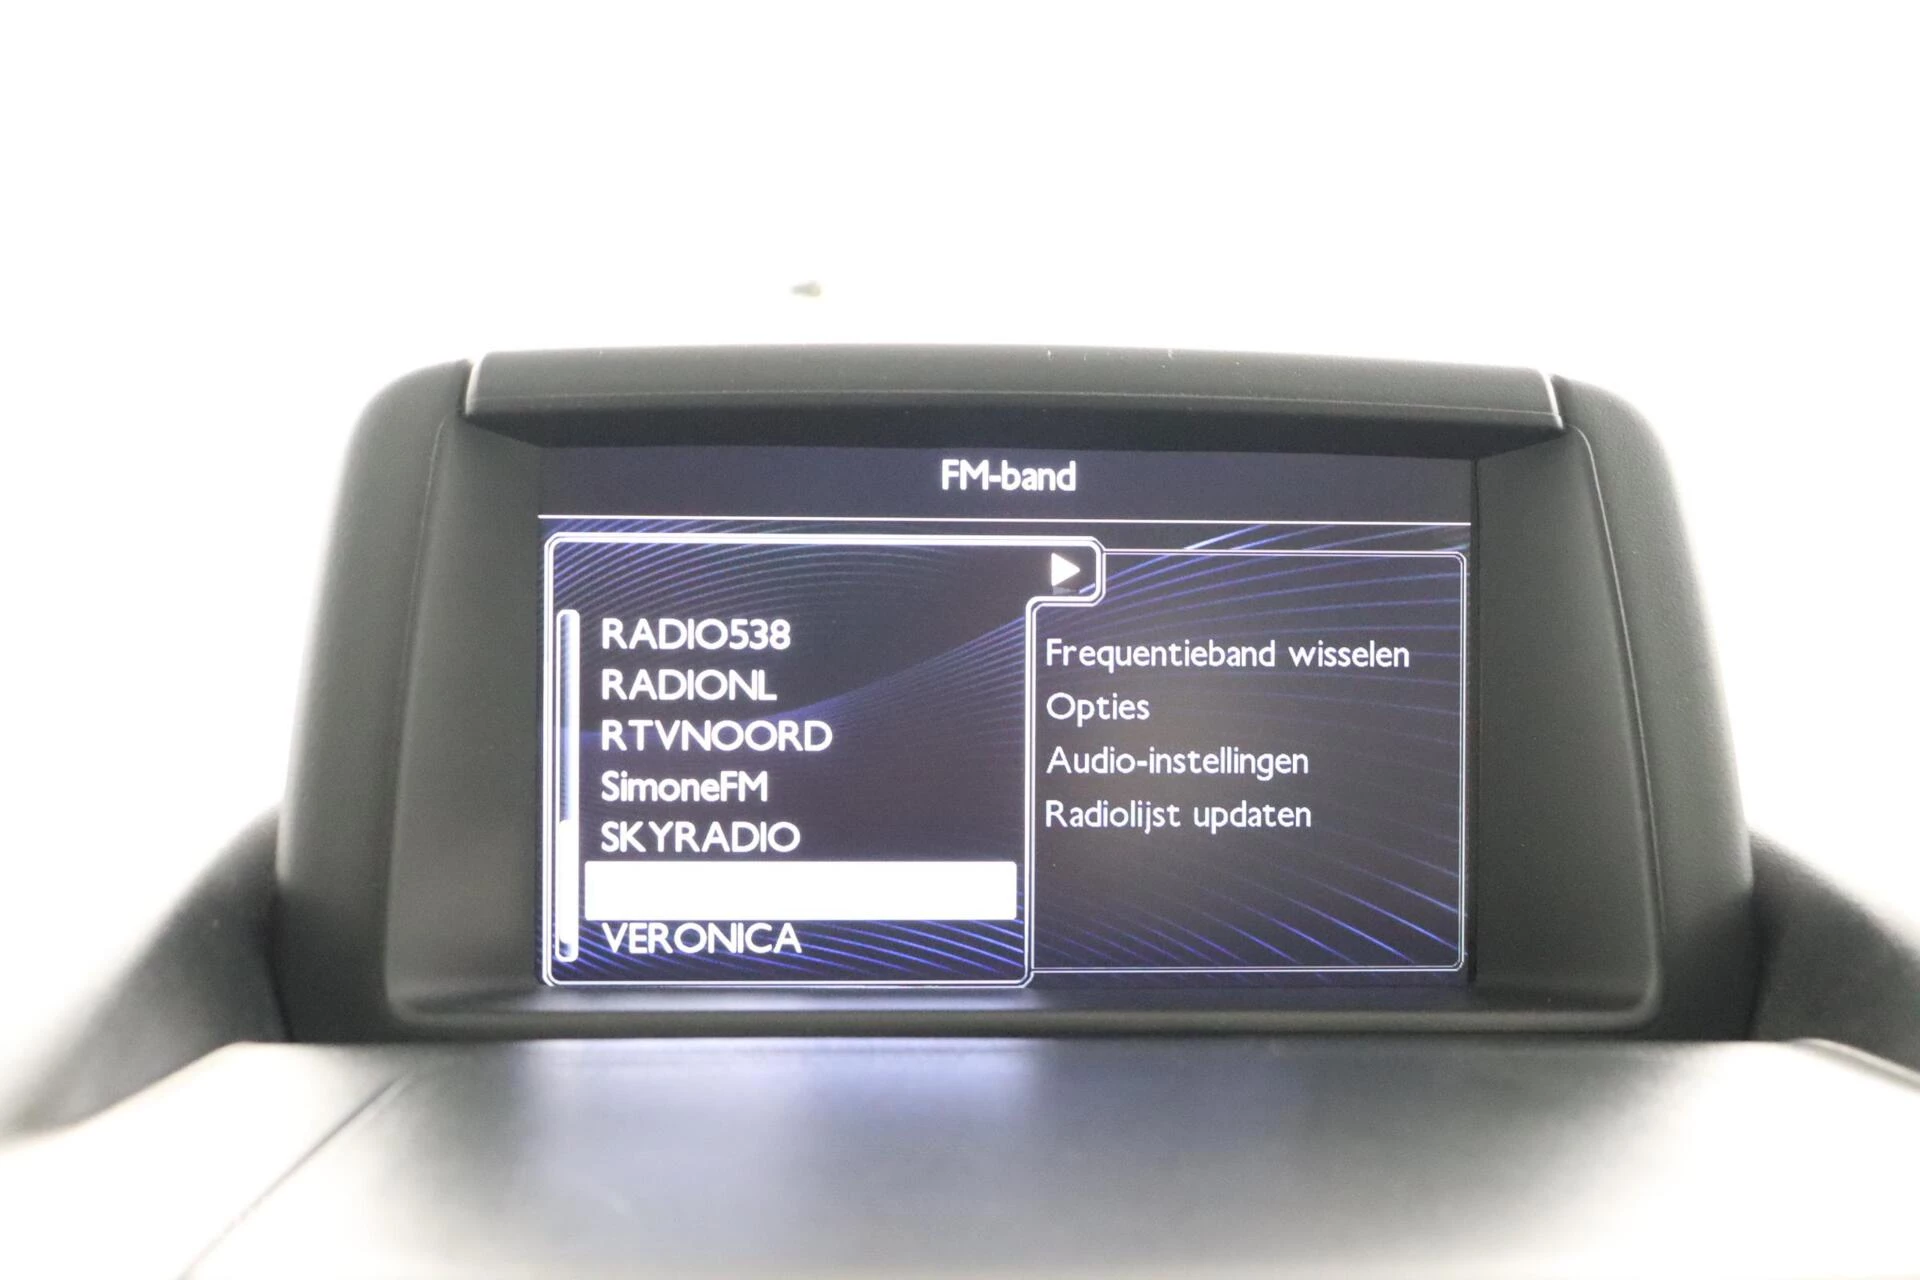 FM-band
RADIO538
RADIONL
RTVNOORD
SimoneFM
SKYRADIO
VERONICA
Frequentieband wisselen
Opties
Audio-instellingen
Radiolijst updaten